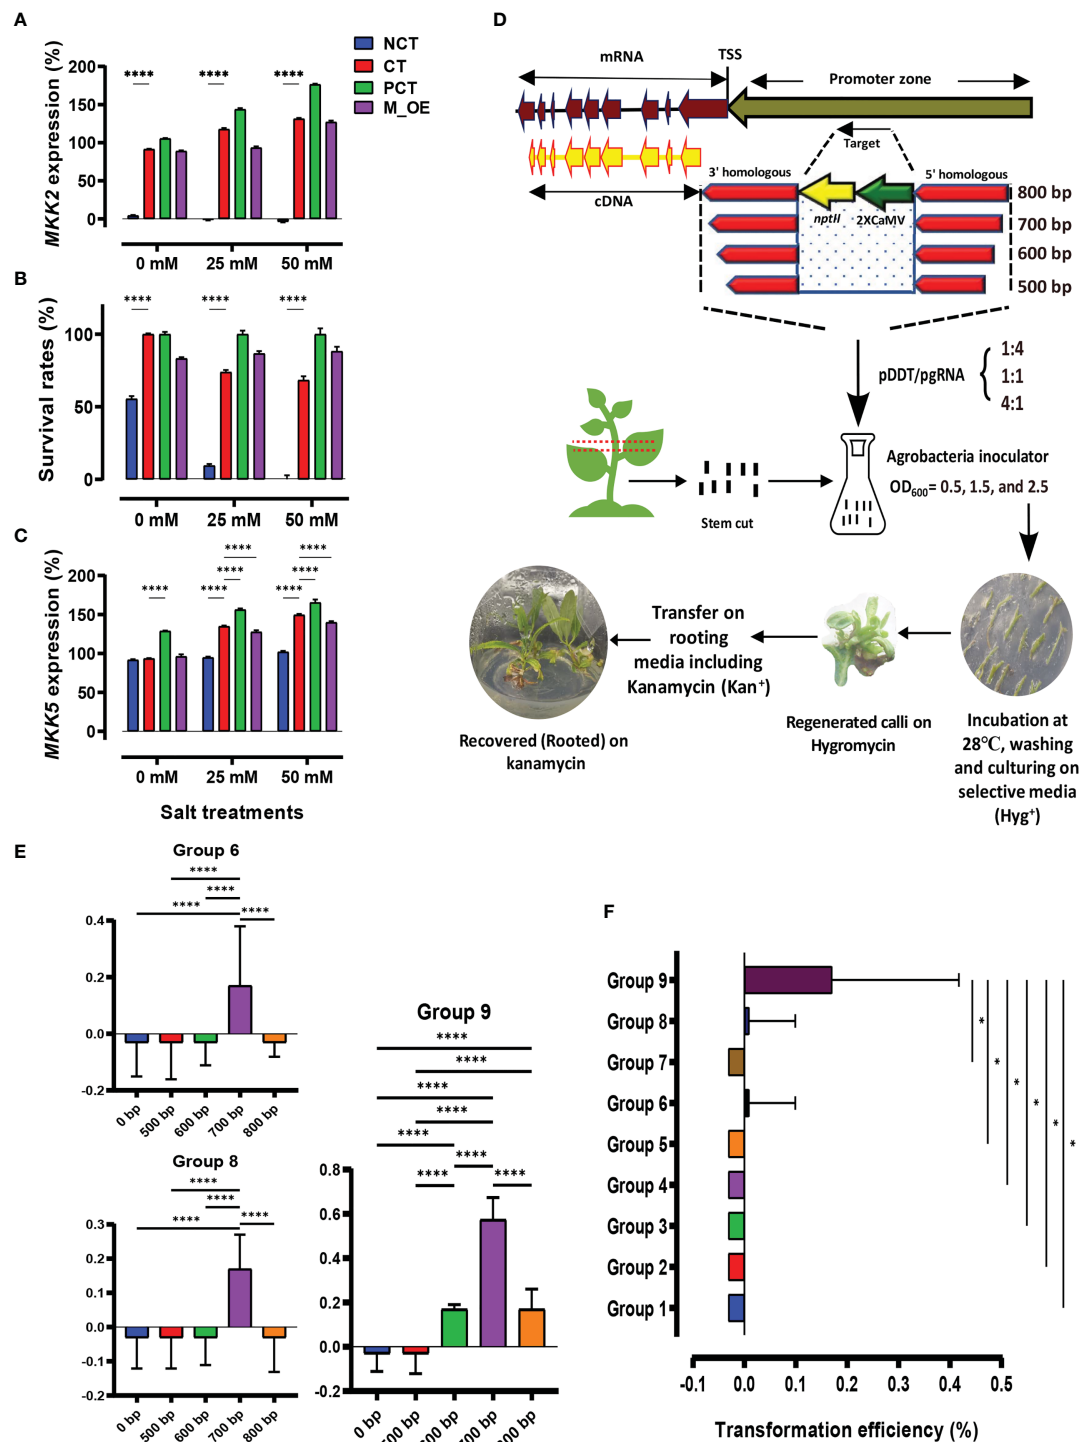 A
MKK2 expression (%)
200
150
100
50
0
****
****
****
0 mM
25 mM
50 mM
NCT
CT
PCT
M_OE
B
Survival rates (%)
100
50
0
****
****
****
0 mM
25 mM
50 mM
C
MKK5 expression (%)
200
150
100
50
0
****
****
****
****
****
****
****
0 mM
25 mM
50 mM
Salt treatments
D
mRNA
TSS
Promoter zone
Target
cDNA
3' homologous
5' homologous
nptII
2XCaMV
800 bp
700 bp
600 bp
500 bp
pDDT/pgRNA
1:4
1:1
4:1
Stem cut
Agrobacteria inoculator
OD600= 0.5, 1.5, and 2.5
Incubation at
28°C, washing
and culturing on
selective media
(Hyg+)
Regenerated calli on
Hygromycin
Transfer on
rooting
media including
Kanamycin (Kan+)
Recovered (Rooted) on
kanamycin
E
Group 6
****
****
****
****
0.4
0.2
0.0
-0.2
0 bp
500 bp
600 bp
700 bp
800 bp
Group 8
****
****
****
****
0.3
0.2
0.1
0.0
-0.1
-0.2
0 bp
500 bp
600 bp
700 bp
800 bp
Group 9
****
****
****
****
****
****
****
****
0.8
0.6
0.4
0.2
0.0
-0.2
0 bp
700 bp
F
Group 9
Group 8
Group 7
Group 6
Group 5
Group 4
Group 3
Group 2
Group 1
*
*
*
*
*
*
-0.1
0.0
0.1
0.2
0.3
0.4
0.5
Transformation efficiency (%)